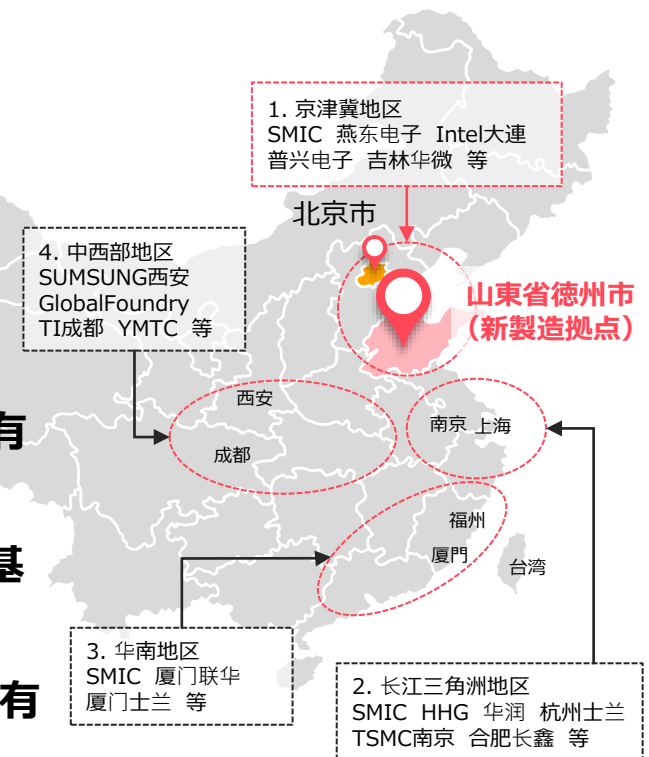 1. 京津冀地区
SMIC 燕东电子 Intel大連
普兴电子 吉林华微 等
北京市
4. 中西部地区
SUMSUNG西安
GlobalFoundry
TI成都 YMTC 等
山東省徳州市
（新製造拠点）
西安
成都
南京 上海
有
福州
厦門
台湾
基
3. 华南地区
SMIC 厦门联华
厦门士兰 等
有
2. 长江三角洲地区
SMIC HHG 华润 杭州士兰
TSMC南京 合肥长鑫 等